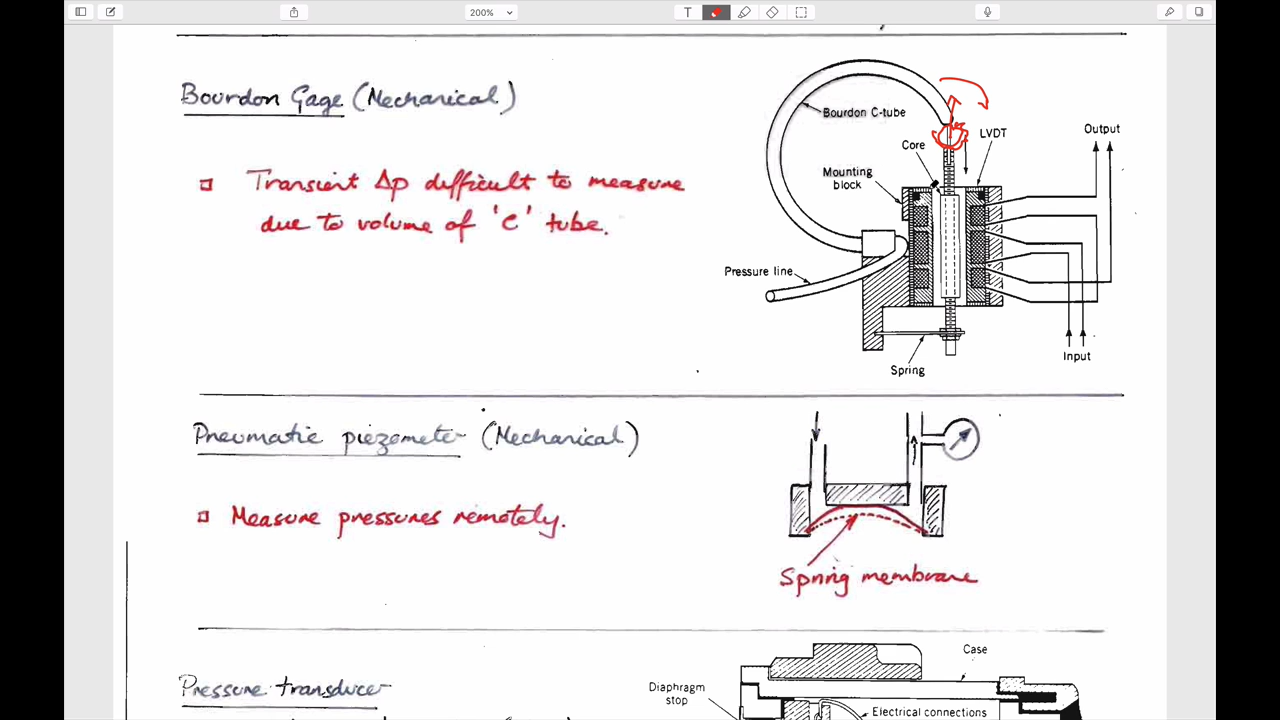 200%
T
Bourdon Gage (Mechanical)
Transient Δp difficult to measure
due to volume of 'C' tube.
Bourdon C-tube
Core
LVDT
Output
Mounting
block
Pressure line
Spring
Input
Pneumatic piezometer (Mechanical)
Measure pressures remotely.
Spring membrane
Pressure transducer
Case
Diaphragm
stop
Electrical connections